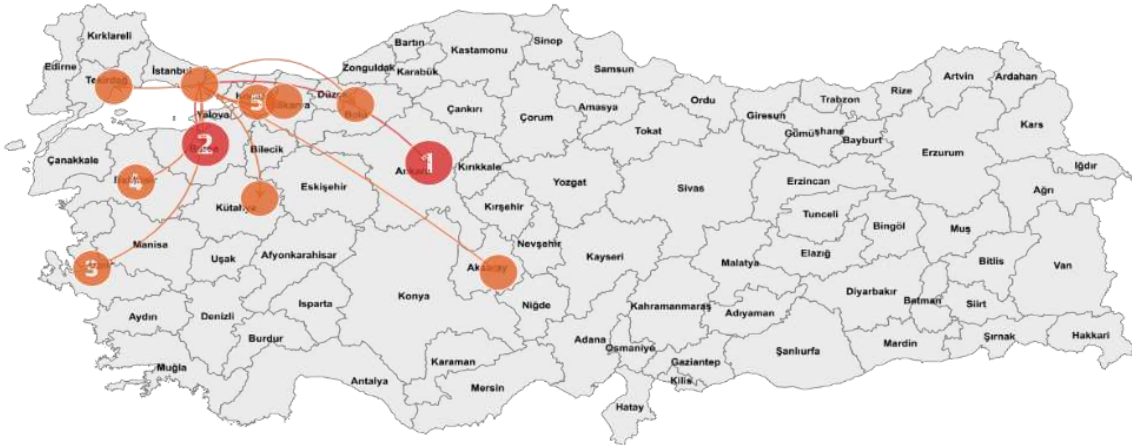 Kırklareli
Edirne
Tekirdağ
İstanbul
Yalova
5
Sakarya
Düzce
Bolu
Zonguldak
Bartın
Karabük
Kastamonu
Sinop
Samsun
Çankırı
Çorum
Amasya
Ordu
Tokat
Giresun
Trabzon
Gümüşhane
Rize
Bayburt
Artvin
Ardahan
Kars
Iğdır
Erzurum
Ağrı
Çanakkale
2
Bursa
Bilecik
Eskişehir
1
Ankara
Kırıkkale
Yozgat
Sivas
Erzincan
4
Balıkesir
Kütahya
Kırşehir
Nevşehir
Kayseri
Tunceli
Bingöl
Muş
Elazığ
Malatya
Bitlis
Van
3
Manisa
Uşak
Afyonkarahisar
Aksaray
Konya
Niğde
Kahramanmaraş
Adıyaman
Diyarbakır
Batman
Siirt
Şırnak
Hakkari
Aydın
Denizli
Isparta
Burdur
Muğla
Antalya
Karaman
Mersin
Adana
Osmaniye
Gaziantep
Kilis
Hatay
Şanlıurfa
Mardin